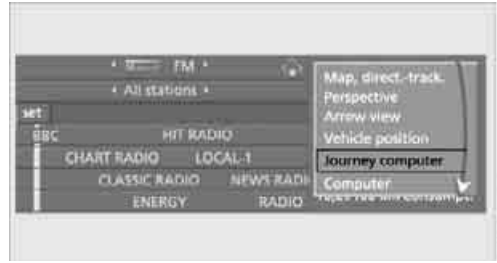 FM
All stations
set
BBC HIT RADIO
CHART RADIO LOCAL-1
CLASSIC RADIO NEWS RADI
ENERGY RADIO
Map, direct.-track.
Perspective
Arrow view
Vehicle position
Journey computer
Computer